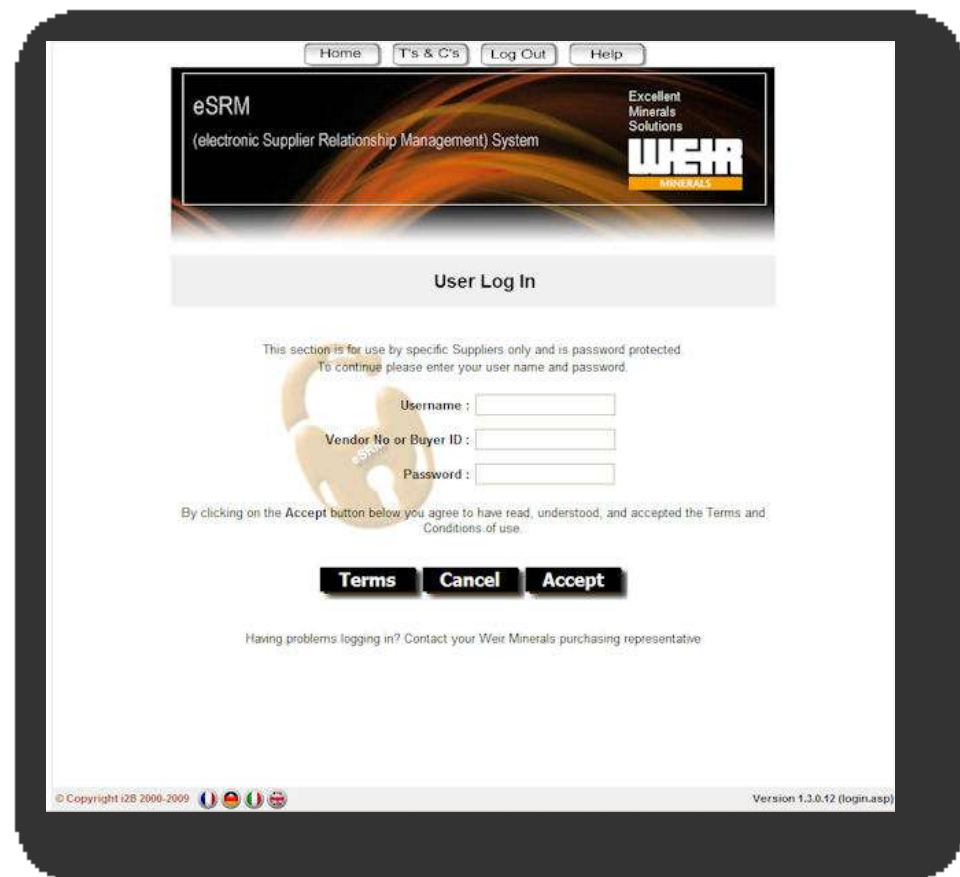 Home T's & C's Log Out Help
eSRM
(electronic Supplier Relationship Management) System
Excellent
Minerals
Solutions
WEIR
MINERALS
User Log In
This section is for use by specific Suppliers only and is password protected.
To continue please enter your user name and password.
Username :
Vendor No or Buyer ID :
eSRM
Password :
By clicking on the Accept button below you agree to have read, understood, and accepted the Terms and
Conditions of use.
Terms Cancel Accept
Having problems logging in? Contact your Weir Minerals purchasing representative
© Copyright i2B 2000-2009 Version 1.3.0.12 (login.asp)